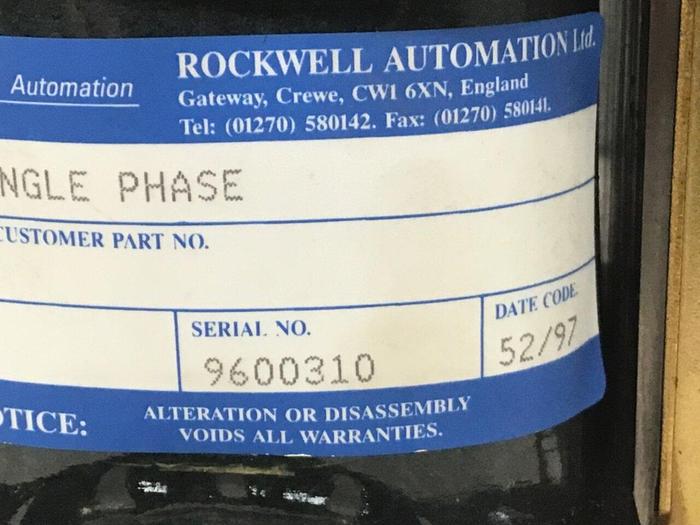 ROCKWELL AUTOMATION Ltd.
Automation
Gateway, Crewe, CW1 6XN, England
Tel: (01270) 580142. Fax: (01270) 580141.
NGLE PHASE
CUSTOMER PART NO.
SERIAL NO.
DATE CODE
9600310
52/97
OTICE:
ALTERATION OR DISASSEMBLY
VOIDS ALL WARRANTIES.